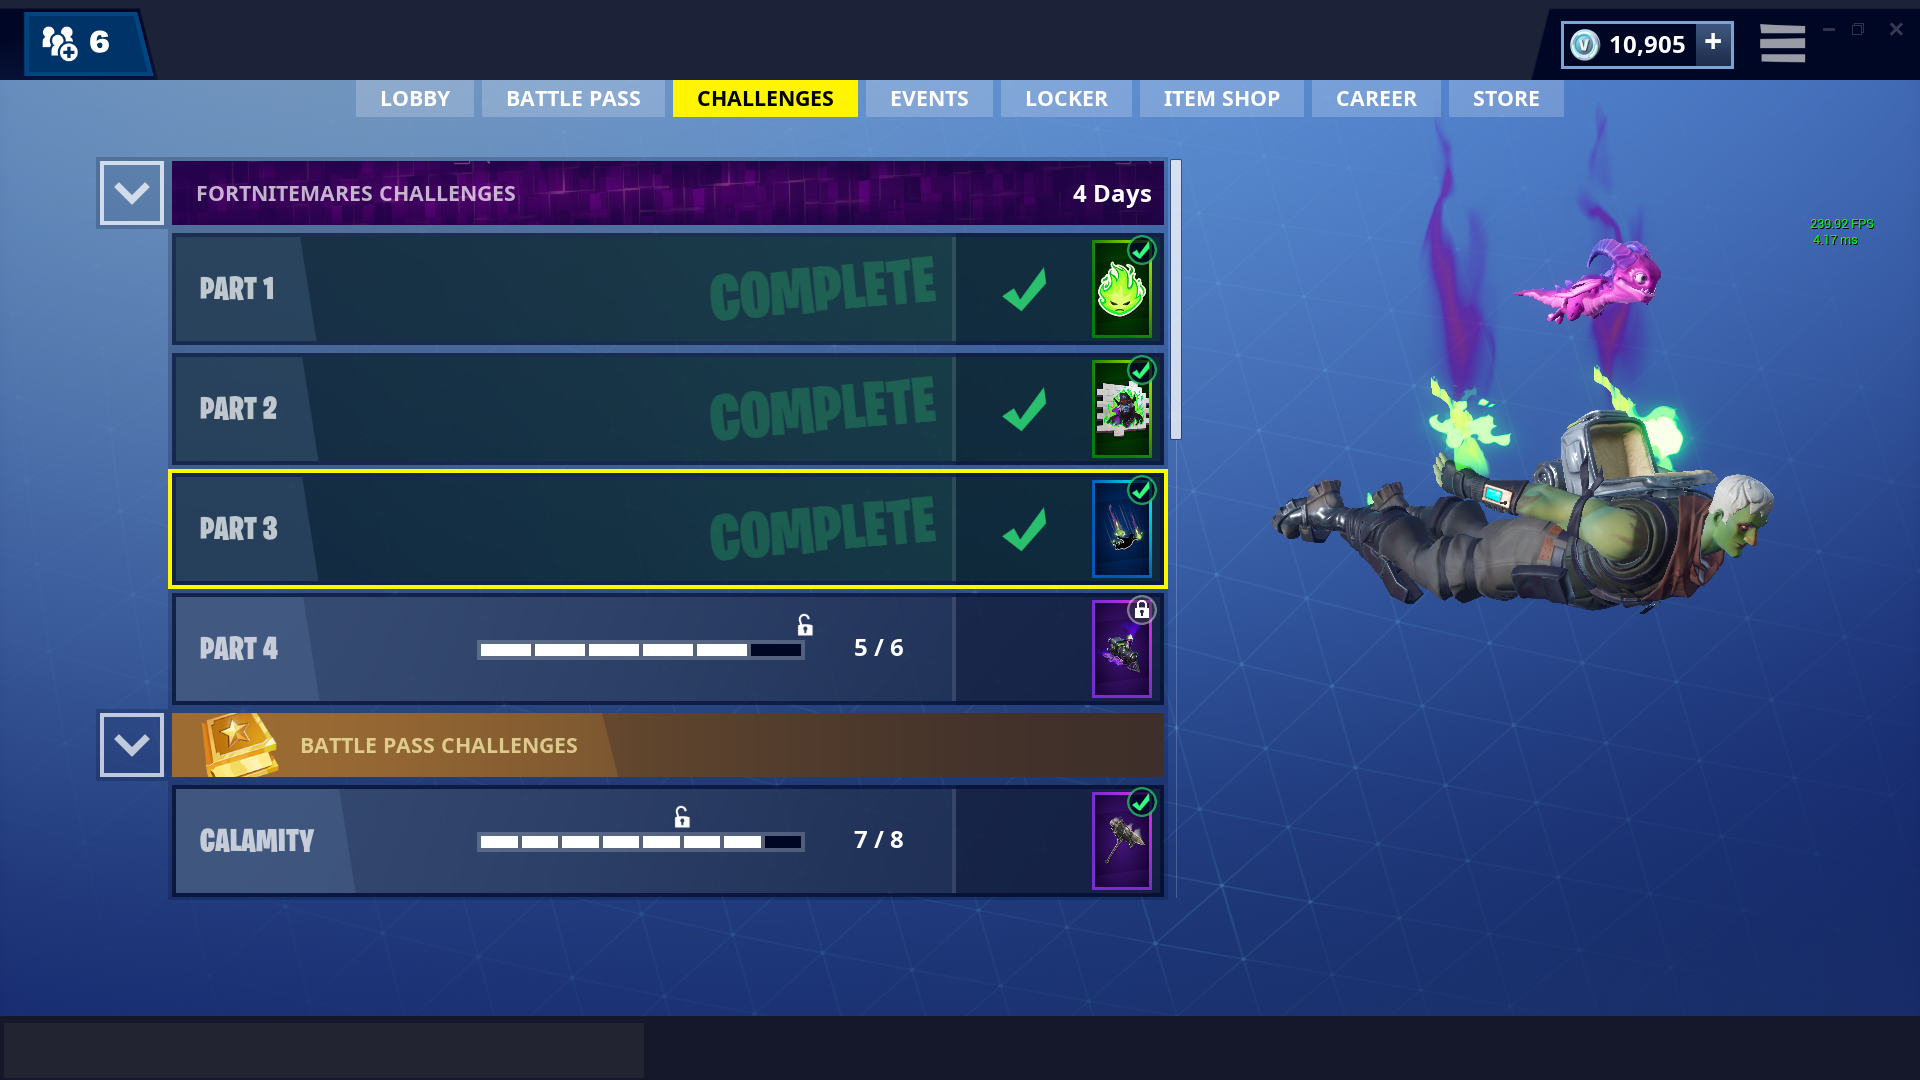 6
10,905 +
LOBBY BATTLE PASS CHALLENGES EVENTS LOCKER ITEM SHOP CAREER STORE
FORTNITEMARES CHALLENGES 4 Days
239.92 FPS
4.17 ms
PART 1 COMPLETE
PART 2 COMPLETE
PART 3 COMPLETE
PART 4 5 / 6
BATTLE PASS CHALLENGES
CALAMITY 7 / 8